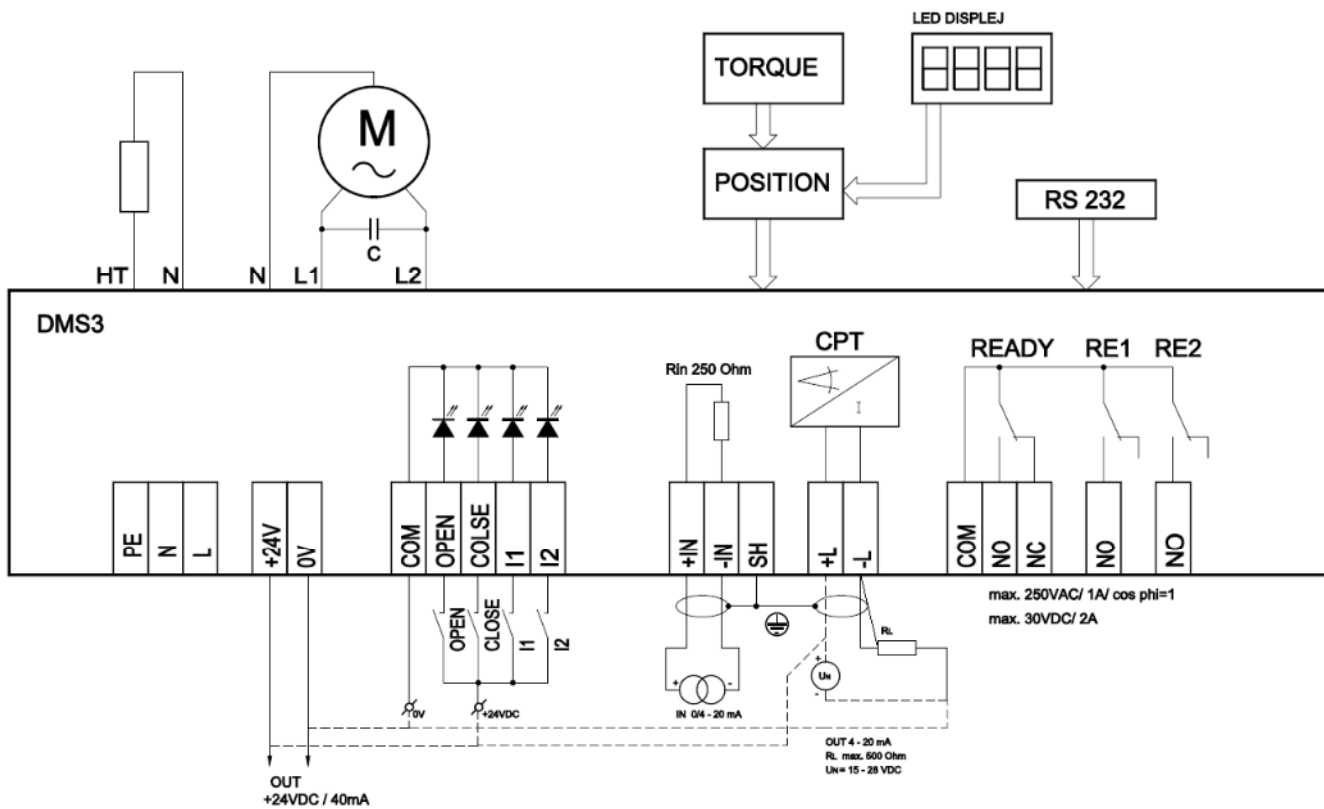 LED DISPLEJ
TORQUE
M
POSITION
RS 232
C
HT N N L1 L2
DMS3
CPT
READY RE1 RE2
Rin 250 Ohm
I
PE N L +24V 0V COM OPEN COLSE I1 I2 +IN -IN SH +L -L COM NO NC NO NO
max. 250VAC/ 1A/ cos phi=1
max. 30VDC/ 2A
OPEN CLOSE I1 I2
RL
+ UN -
+ -
0V +24VDC
IN 0/4 - 20 mA
OUT 4 - 20 mA
RL max. 500 Ohm
UN = 15 - 28 VDC
OUT
+24VDC / 40mA